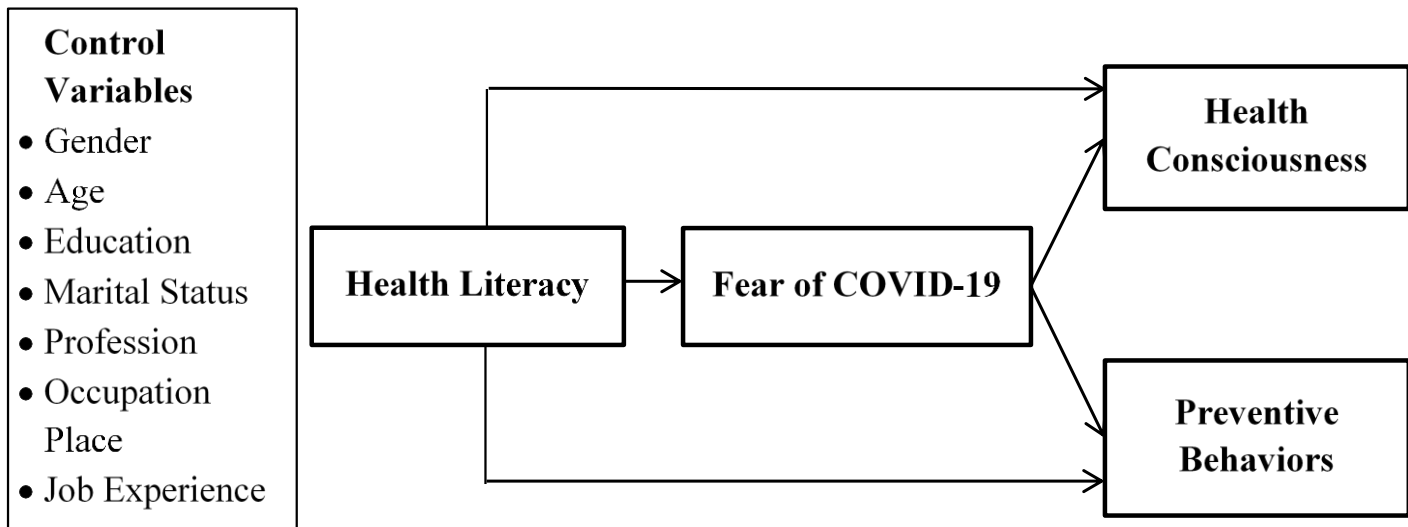 Control
Variables
• Gender
• Age
• Education
• Marital Status
• Profession
• Occupation
Place
• Job Experience
Health Literacy
Fear of COVID-19
Health
Consciousness
Preventive
Behaviors